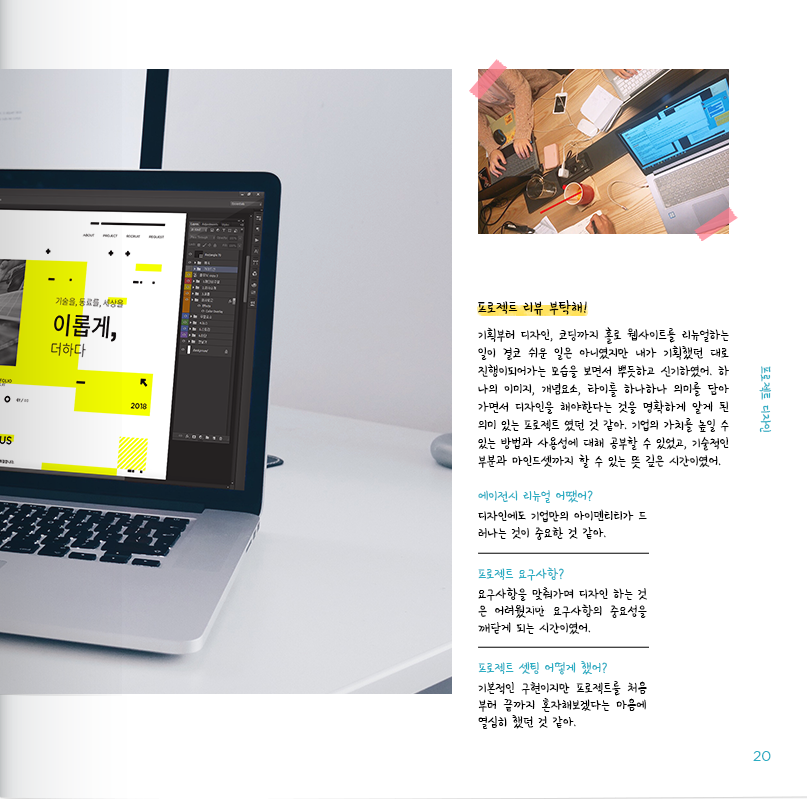 ABOUT PROJECT RECRUIT REQUEST
기술을, 동료를, 세상을
이롭게,
더하다
2018
US
프로젝트 리뷰 부탁해!
기획부터 디자인, 코딩까지 홀로 웹사이트를 리뉴얼하는
일이 결코 쉬운 일은 아니였지만 내가 기획했던 대로
진행이되어가는 모습을 보면서 뿌듯하고 신기하였어. 하
나의 이미지, 개념요소, 타이틀 하나하나 의미를 담아
가면서 디자인을 해야한다는 것을 명확하게 알게 된
의미 있는 프로젝트 였던 것 같아. 기업의 가치를 높일 수
있는 방법과 사용성에 대해 공부할 수 있었고, 기술적인
부분과 마인드셋까지 할 수 있는 뜻 깊은 시간이였어.
에이전시 리뉴얼 어땠어?
디자인에도 기업만의 아이덴티티가 드
러나는 것이 중요한 것 같아.
프로젝트 요구사항?
요구사항을 맞춰가며 디자인 하는 것
은 어려웠지만 요구사항의 중요성을
깨닫게 되는 시간이였어.
프로젝트 셋팅 어떻게 했어?
기본적인 구현이지만 프로젝트를 처음
부터 끝까지 혼자해보겠다는 마음에
열심히 했던 것 같아.
프로젝트 디자인
20